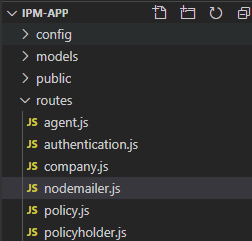 IPM-APP
config
models
public
routes
JS agent.js
JS authentication.js
JS company.js
JS nodemailer.js
JS policy.js
JS policyholder.js